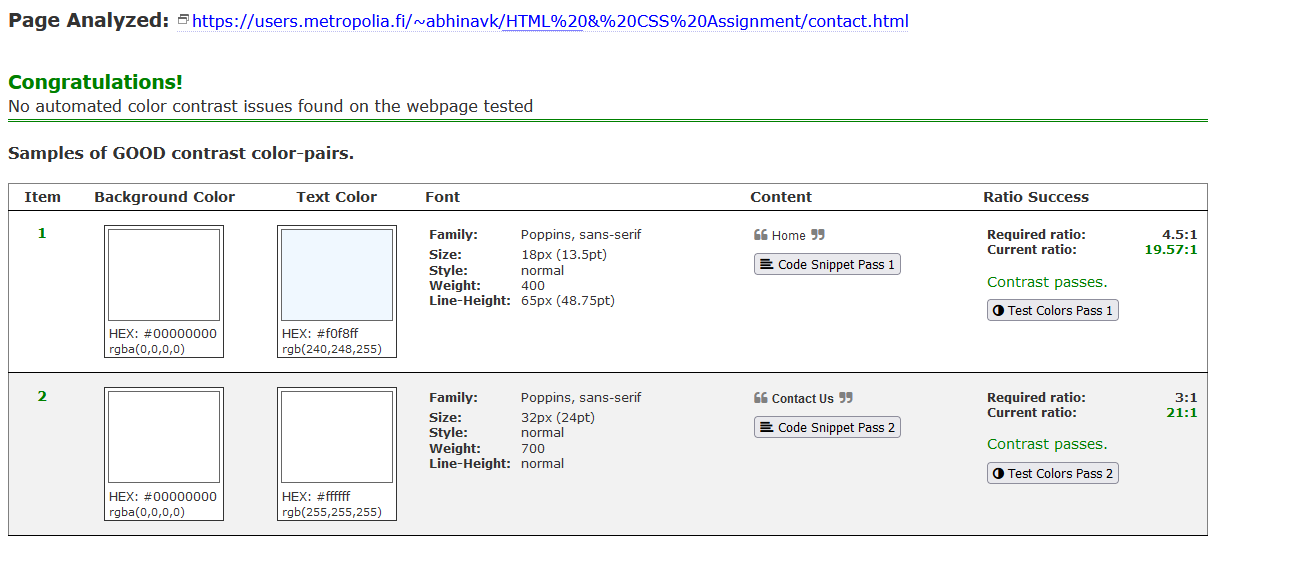 Page Analyzed: https://users.metropolia.fi/~abhinavk/HTML%20&%20CSS%20Assignment/contact.html
Congratulations!
No automated color contrast issues found on the webpage tested
Samples of GOOD contrast color-pairs.
Item Background Color Text Color Font Content Ratio Success
1
HEX: #00000000
rgba(0,0,0,0)
HEX: #f0f8ff
rgb(240,248,255)
Family: Poppins, sans-serif
Size: 18px (13.5pt)
Style: normal
Weight: 400
Line-Height: 65px (48.75pt)
❝ Home ❞
Code Snippet Pass 1
Required ratio: 4.5:1
Current ratio: 19.57:1
Contrast passes.
Test Colors Pass 1
2
HEX: #00000000
rgba(0,0,0,0)
HEX: #ffffff
rgb(255,255,255)
Family: Poppins, sans-serif
Size: 32px (24pt)
Style: normal
Weight: 700
Line-Height: normal
❝ Contact Us ❞
Code Snippet Pass 2
Required ratio: 3:1
Current ratio: 21:1
Contrast passes.
Test Colors Pass 2